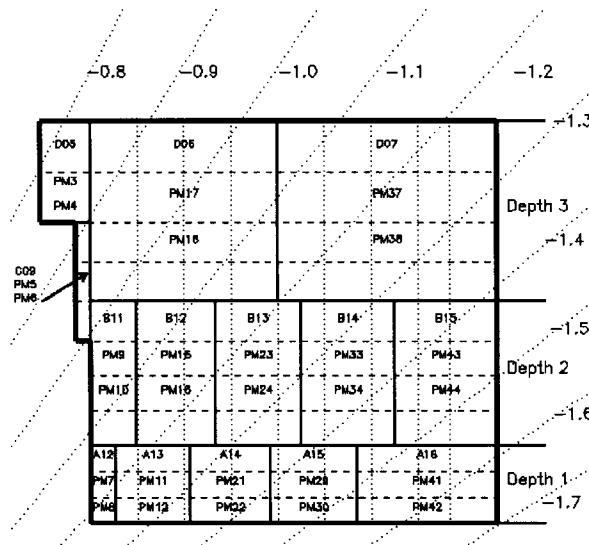 -0.8 -0.9 -1.0 -1.1 -1.2
-1.3
D05 D06 D07
PM3 PM17 PM37
PM4
Depth 3
PM18 PM38
-1.4
C09
PM5
PM6
B11 B12 B13 B14 B15
-1.5
PM9 PM15 PM23 PM33 PM43
Depth 2
PM10 PM16 PM24 PM34 PM44
-1.6
A12 A13 A14 A15 A16
PM7 PM11 PM21 PM29 PM41
Depth 1
PM8 PM12 PM22 PM30 PM42
-1.7